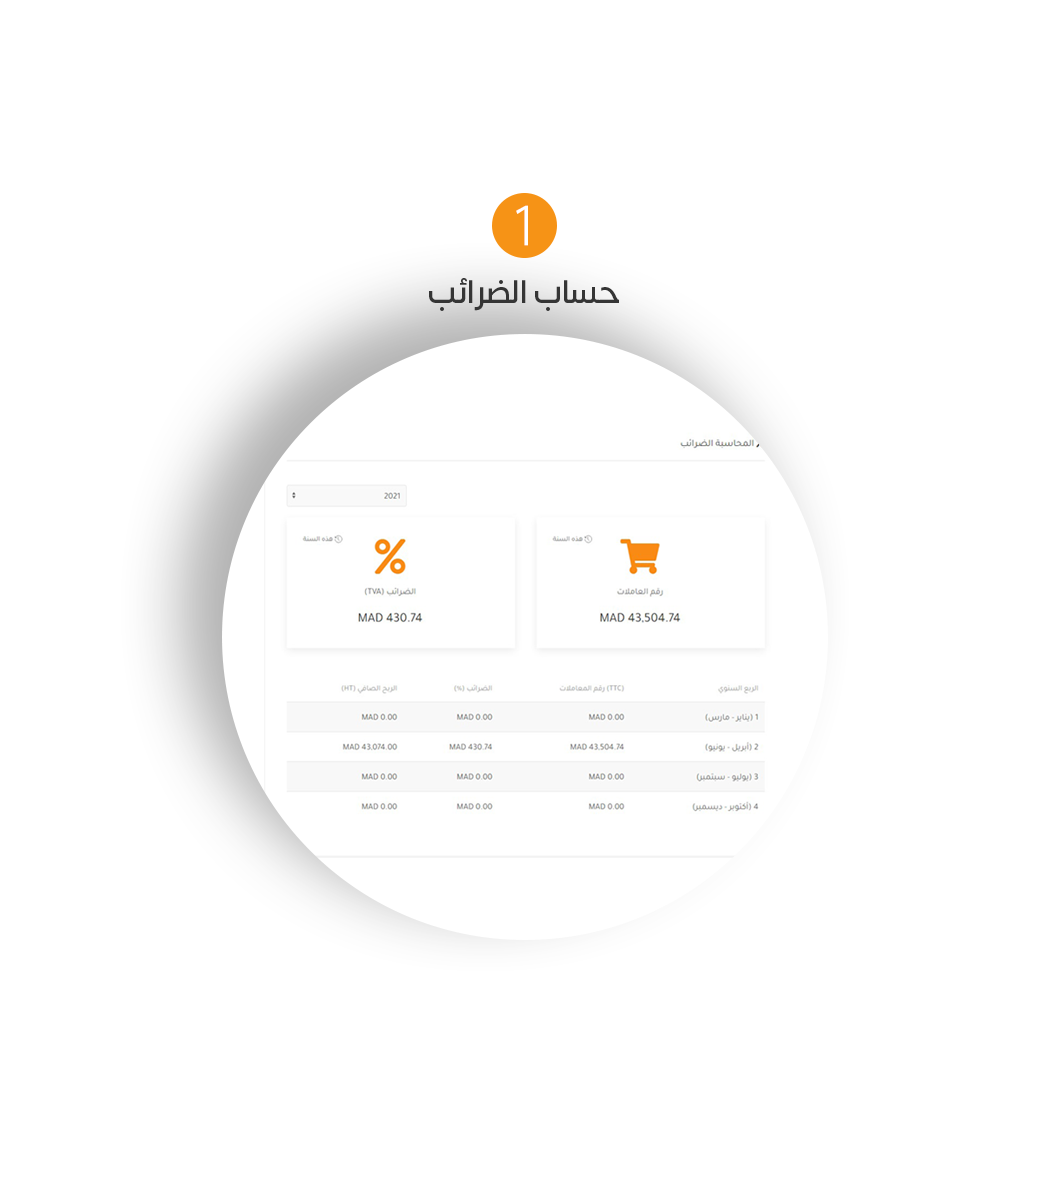 1
حساب الضرائب
المحاسبة الضرائب
2021
هذه السنة
رقم العاملات
MAD 43,504.74
هذه السنة
الضرائب (TVA)
MAD 430.74
الربع السنوي (TTC) رقم المعاملات الضرائب (%) الربح الصافي (HT)
1 (يناير - مارس) MAD 0.00 MAD 0.00 MAD 0.00
2 (أبريل - يونيو) MAD 43,504.74 MAD 430.74 MAD 43,074.00
3 (يوليو - سبتمبر) MAD 0.00 MAD 0.00 MAD 0.00
4 (أكتوبر - ديسمبر) MAD 0.00 MAD 0.00 MAD 0.00